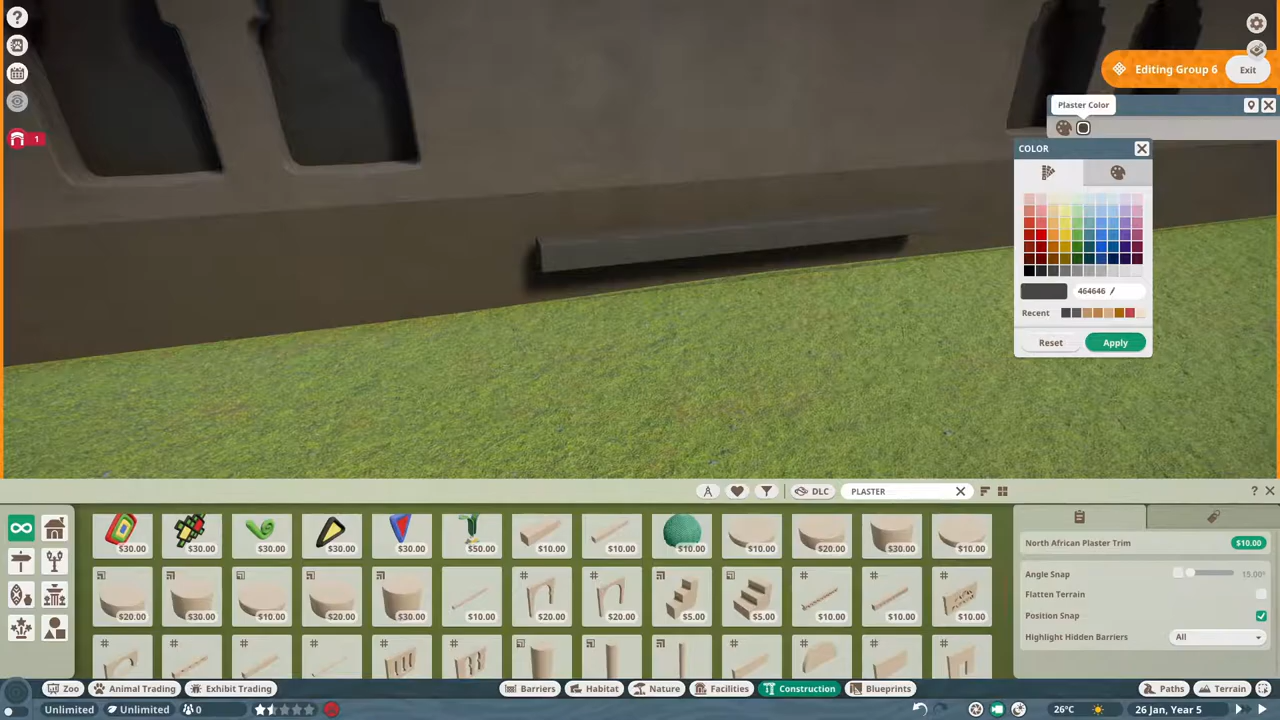 Editing Group 6
Exit
Plaster Color
1
COLOR
464646
Recent
Reset
Apply
DLC
PLASTER
$30.00 $30.00 $30.00 $30.00 $30.00 $50.00 $10.00 $10.00 $10.00 $10.00 $20.00 $30.00 $10.00
$20.00 $30.00 $10.00 $20.00 $30.00 $10.00 $20.00 $20.00 $5.00 $5.00 $10.00 $10.00 $10.00
North African Plaster Trim $10.00
Angle Snap 15.00°
Flatten Terrain
Position Snap
Highlight Hidden Barriers All
Zoo Animal Trading Exhibit Trading Barriers Habitat Nature Facilities Construction Blueprints Paths Terrain
Unlimited Unlimited 0 26°C 26 Jan, Year 5